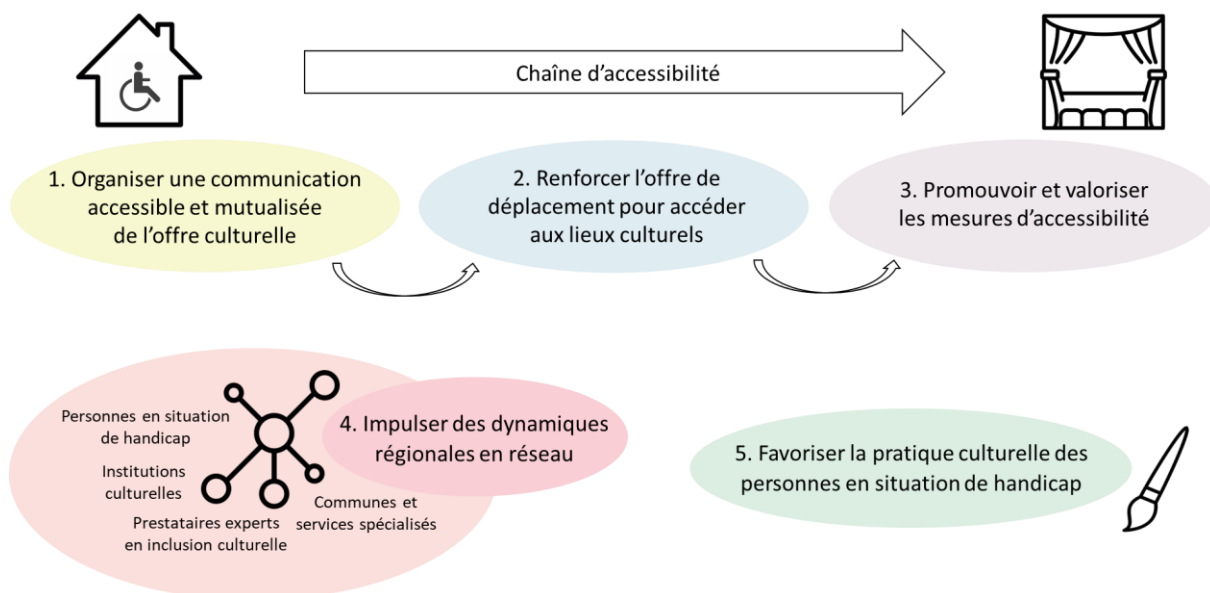 Chaîne d’accessibilité
1. Organiser une communication
accessible et mutualisée
de l’offre culturelle
2. Renforcer l’offre de
déplacement pour accéder
aux lieux culturels
3. Promouvoir et valoriser
les mesures d’accessibilité
Personnes en situation
de handicap
Institutions
culturelles
Prestataires experts
en inclusion culturelle
Communes et
services spécialisés
4. Impulser des dynamiques
régionales en réseau
5. Favoriser la pratique culturelle des
personnes en situation de handicap